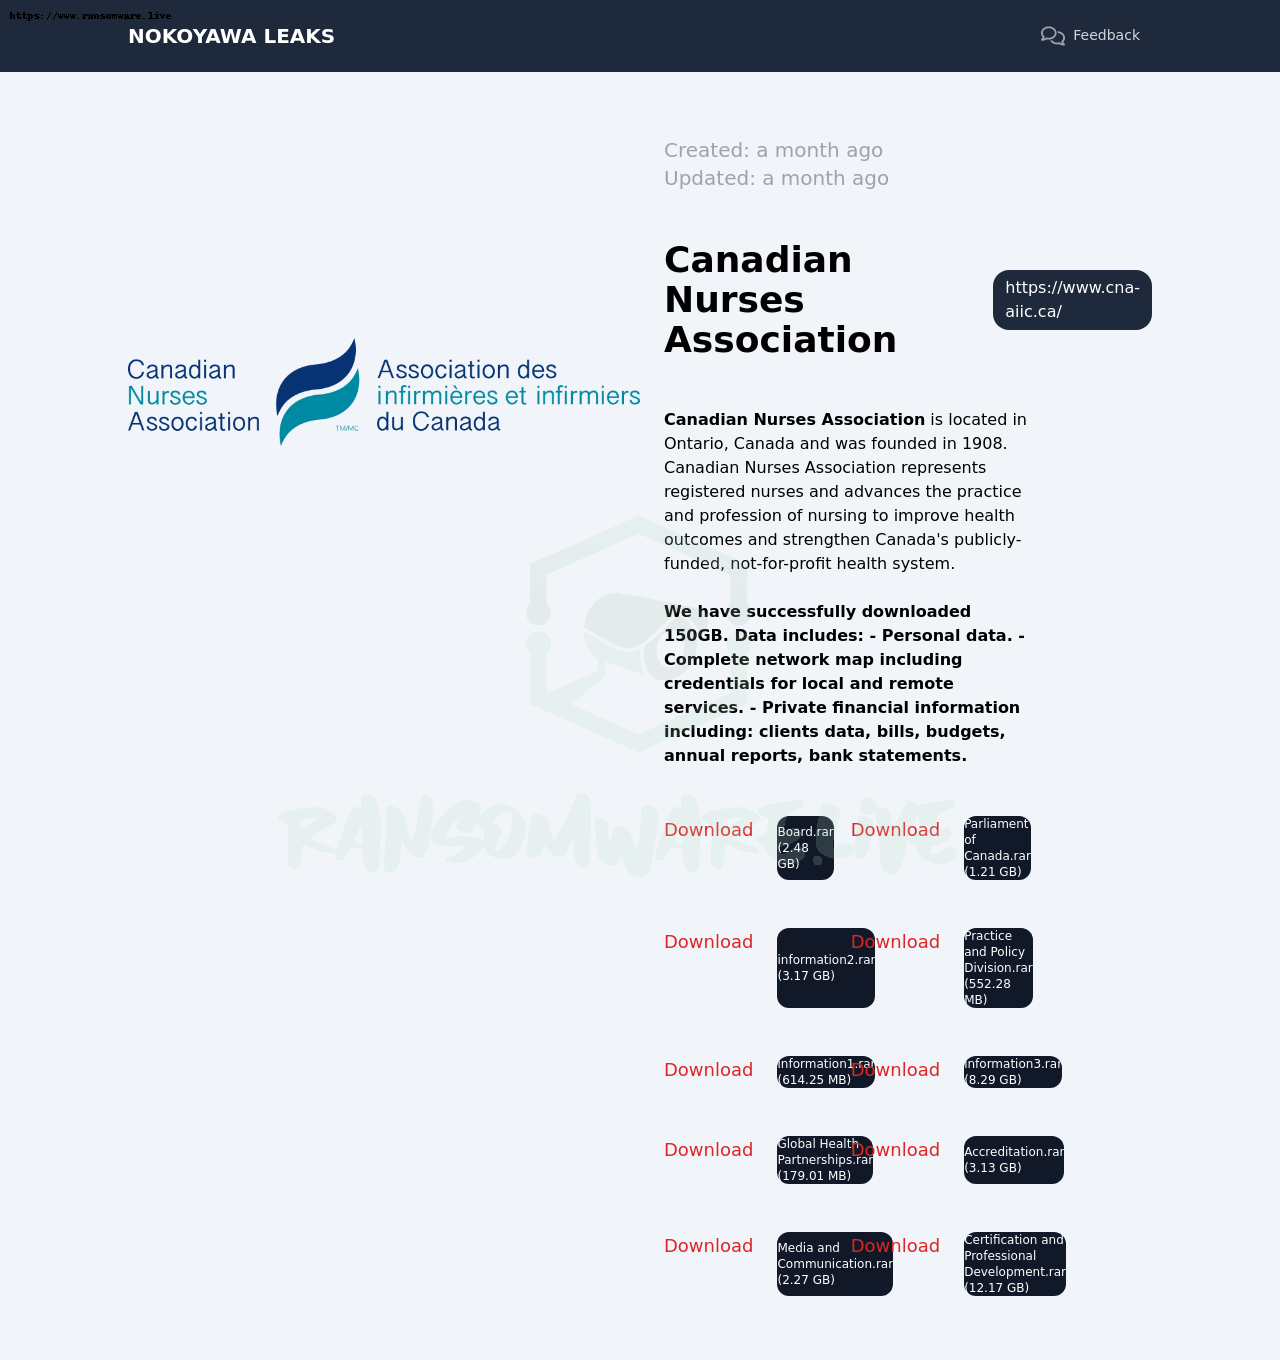 https://www.ransomware.live
NOKOYAWA LEAKS
Feedback
Created: a month ago
Updated: a month ago
Canadian
Nurses
Association
https://www.cna-
aiic.ca/
Canadian
Nurses
Association
TM/MC
Association des
infirmières et infirmiers
du Canada
Canadian Nurses Association is located in
Ontario, Canada and was founded in 1908.
Canadian Nurses Association represents
registered nurses and advances the practice
and profession of nursing to improve health
outcomes and strengthen Canada's publicly-
funded, not-for-profit health system.
We have successfully downloaded
150GB. Data includes: - Personal data. -
Complete network map including
credentials for local and remote
services. - Private financial information
including: clients data, bills, budgets,
annual reports, bank statements.
RANSOMWARE.LIVE
Download
Board.rar
(2.48
GB)
Download
Parliament
of
Canada.rar
(1.21 GB)
Download
information2.rar
(3.17 GB)
Download
Practice
and Policy
Division.rar
(552.28
MB)
Download
information1.rar
(614.25 MB)
Download
information3.rar
(8.29 GB)
Download
Global Health
Partnerships.rar
(179.01 MB)
Download
Accreditation.rar
(3.13 GB)
Download
Media and
Communication.rar
(2.27 GB)
Download
Certification and
Professional
Development.rar
(12.17 GB)